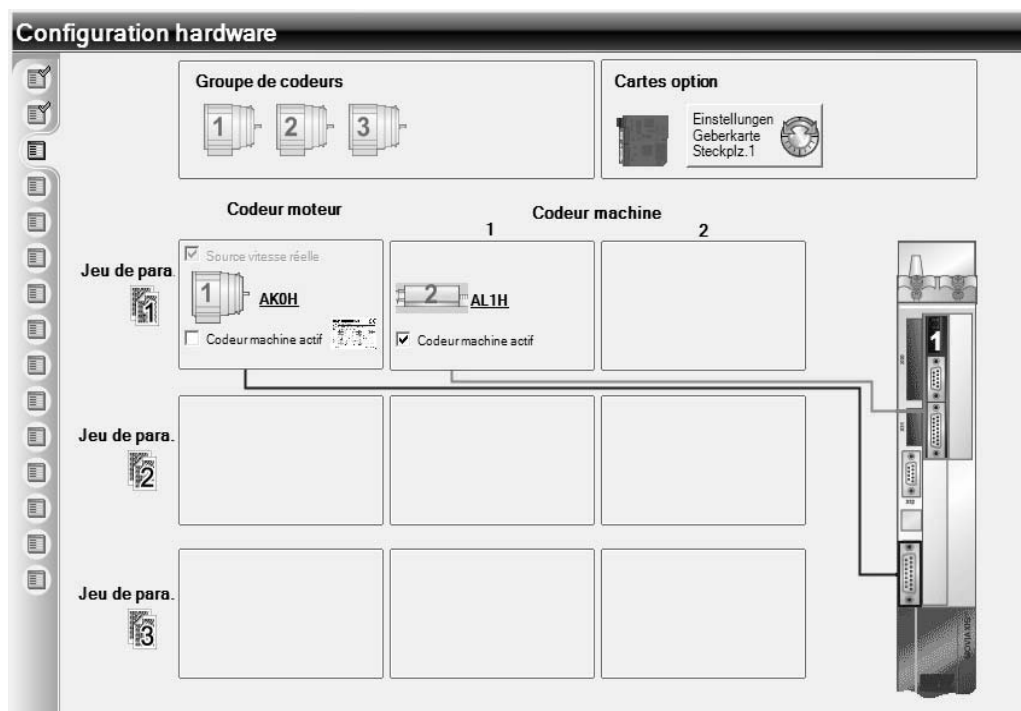 Configuration hardware
Groupe de codeurs
1 2 3
Cartes option
Einstellungen
Geberkarte
Steckplz.1
Codeur moteur
Codeur machine
1 2
Jeu de para.
1
Source vitesse réelle
1 AK0H
Codeur machine actif
2 AL1H
Codeur machine actif
1
Jeu de para.
2
Jeu de para.
3
MOVIAXIS